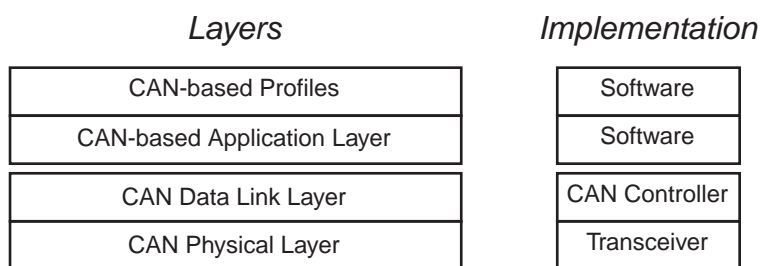 Layers Implementation
CAN-based Profiles Software
CAN-based Application Layer Software
CAN Data Link Layer CAN Controller
CAN Physical Layer Transceiver